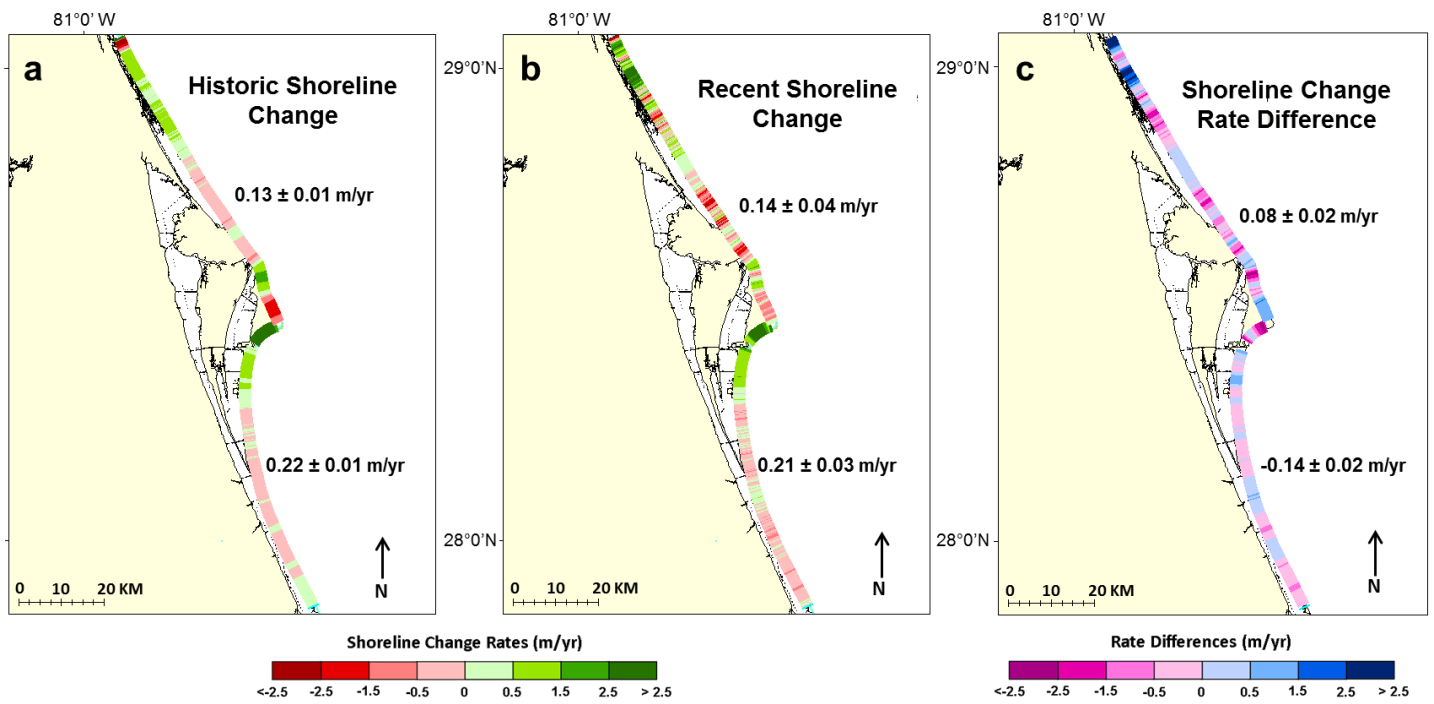 81°0' W
81°0' W
81°0' W
a
Historic Shoreline
Change
0.13 ± 0.01 m/yr
0.22 ± 0.01 m/yr
0 10 20 KM
N
29°0'N
28°0'N
b
Recent Shoreline
Change
0.14 ± 0.04 m/yr
0.21 ± 0.03 m/yr
0 10 20 KM
N
29°0'N
28°0'N
c
Shoreline Change
Rate Difference
0.08 ± 0.02 m/yr
-0.14 ± 0.02 m/yr
0 10 20 KM
N
Shoreline Change Rates (m/yr)
<-2.5 -2.5 -1.5 -0.5 0 0.5 1.5 2.5 > 2.5
Rate Differences (m/yr)
<-2.5 -2.5 -1.5 -0.5 0 0.5 1.5 2.5 > 2.5